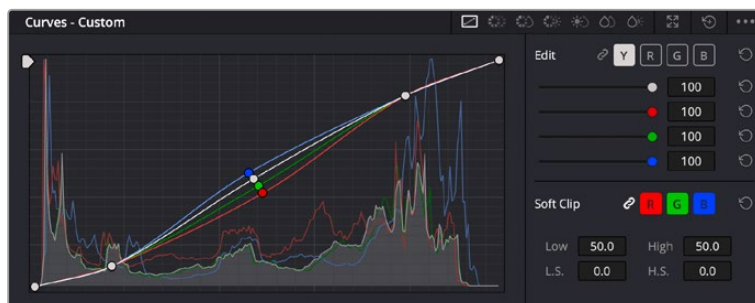 Curves - Custom
Edit Y R G B
100
100
100
100
Soft Clip R G B
Low 50.0 High 50.0
L.S. 0.0 H.S. 0.0